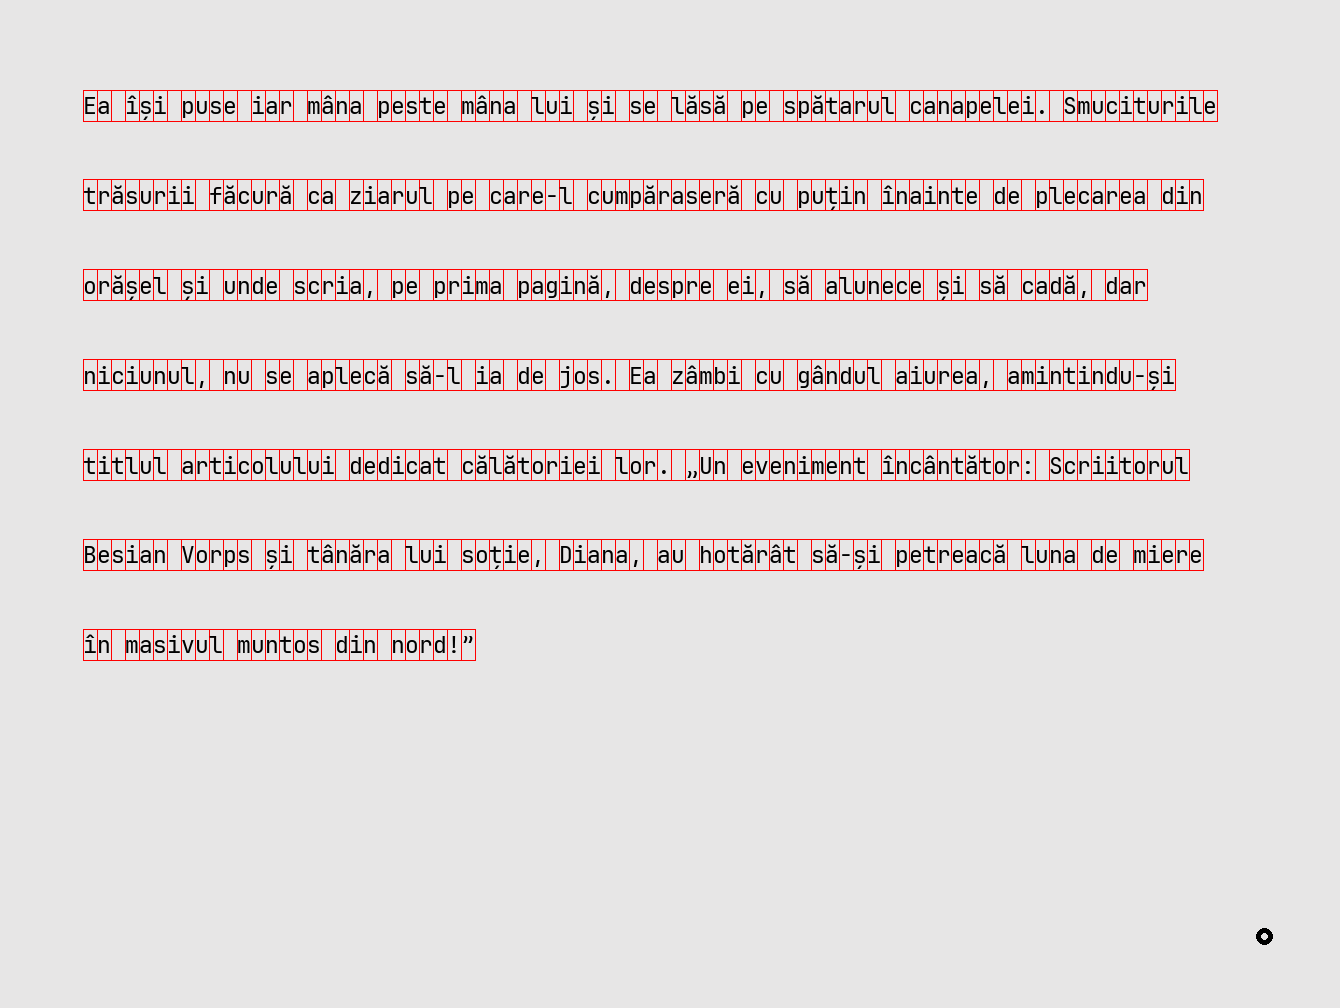 Ea își puse iar mâna peste mâna lui și se lăsă pe spătarul canapelei. Smuciturile
trăsurii făcură ca ziarul pe care-l cumpăraseră cu puțin înainte de plecarea din
orășel și unde scria, pe prima pagină, despre ei, să alunece și să cadă, dar
niciunul, nu se aplecă să-l ia de jos. Ea zâmbi cu gândul aiurea, amintindu-și
titlul articolului dedicat călătoriei lor. „Un eveniment încântător: Scriitorul
Besian Vorps și tânăra lui soție, Diana, au hotărât să-și petreacă luna de miere
în masivul muntos din nord!”